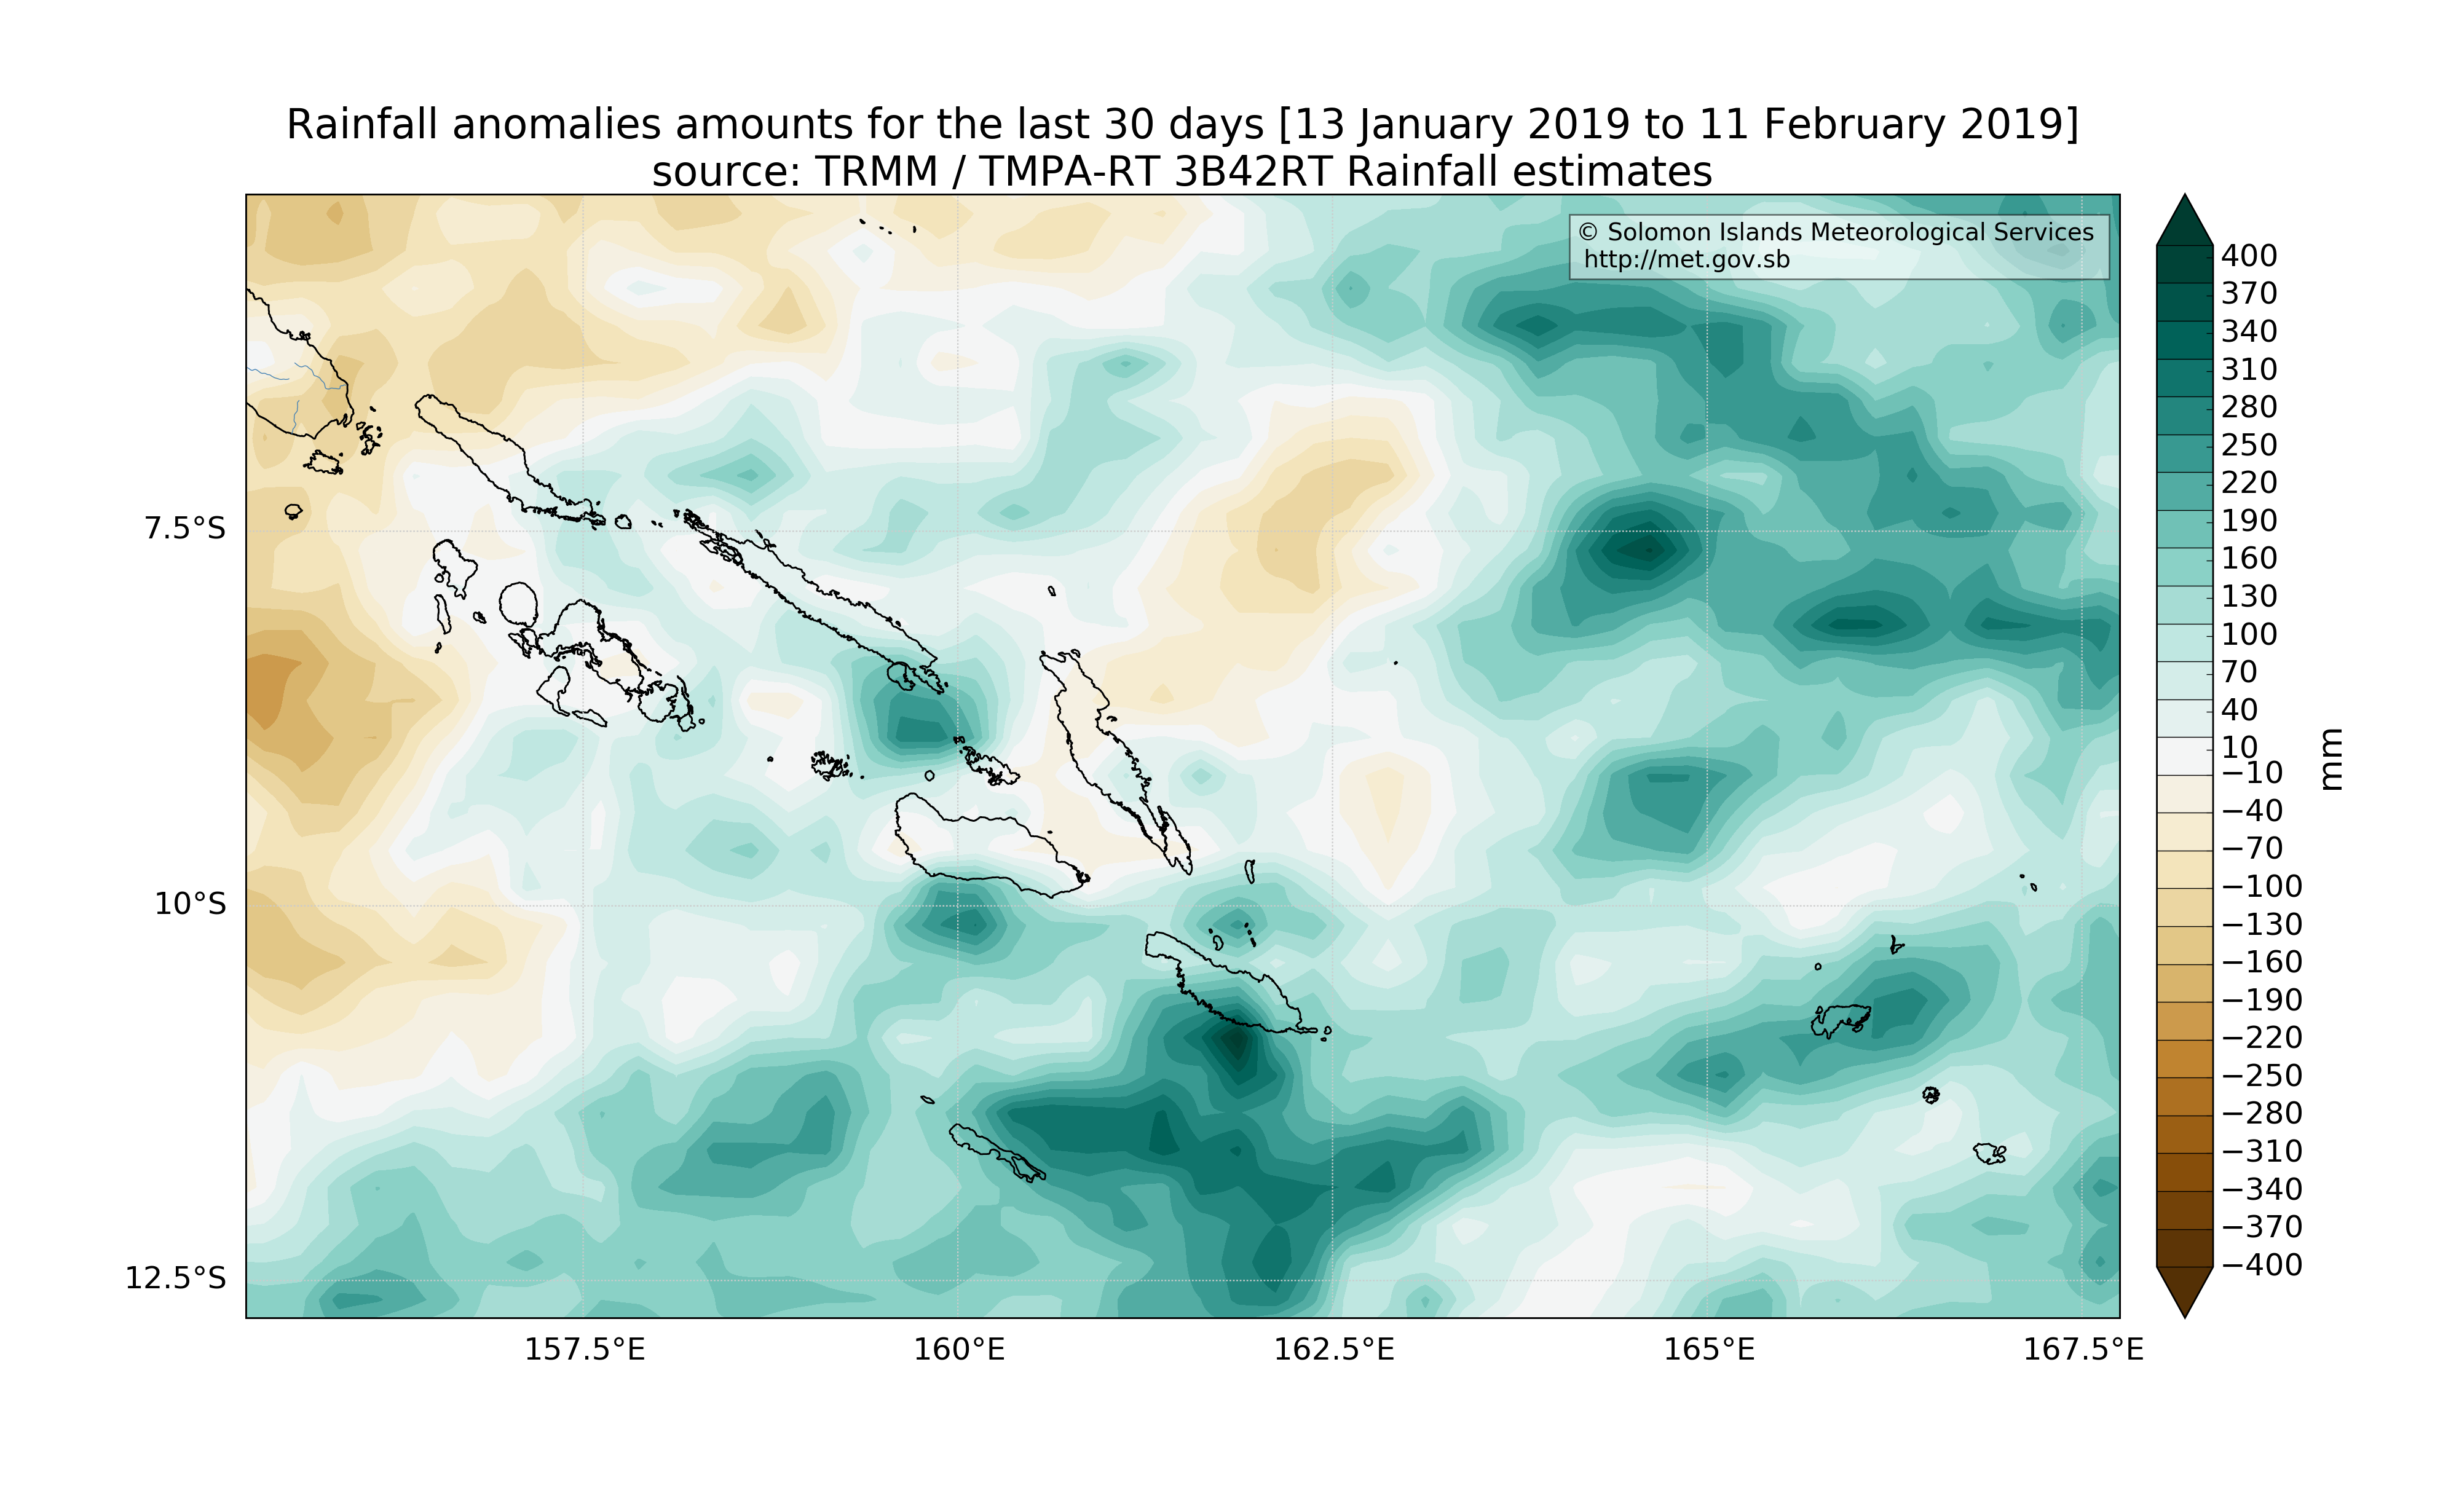 Rainfall anomalies amounts for the last 30 days [13 January 2019 to 11 February 2019]
source: TRMM / TMPA-RT 3B42RT Rainfall estimates
© Solomon Islands Meteorological Services
http://met.gov.sb
7.5°S
10°S
12.5°S
157.5°E
160°E
162.5°E
165°E
167.5°E
400
370
340
310
280
250
220
190
160
130
100
70
40
10
−10
−40
−70
−100
−130
−160
−190
−220
−250
−280
−310
−340
−370
−400
mm